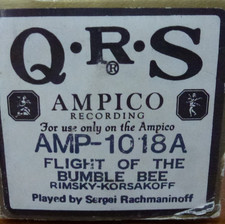 Q·R·S
®
AMPICO
RECORDING
For use only on the Ampico
AMP-1018A
FLIGHT OF THE
BUMBLE BEE
RIMSKY-KORSAKOFF
Played by Sergei Rachmaninoff